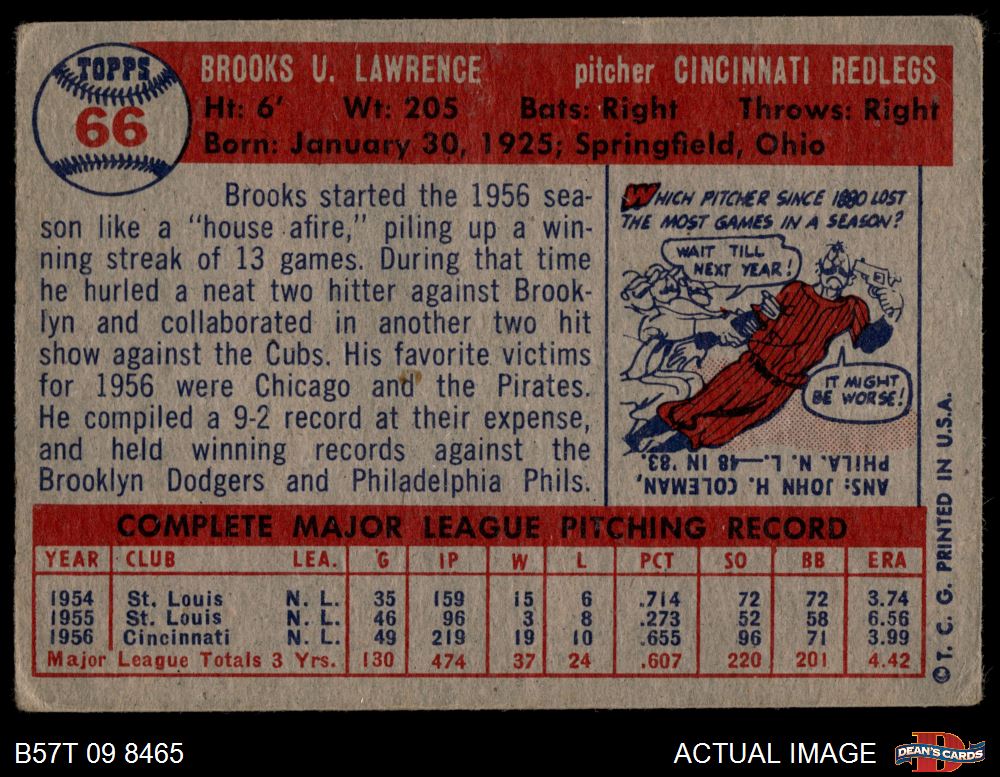 TOPPS
66
BROOKS U. LAWRENCE pitcher CINCINNATI REDLEGS
Ht: 6' Wt: 205 Bats: Right Throws: Right
Born: January 30, 1925; Springfield, Ohio
Brooks started the 1956 sea-
son like a "house afire," piling up a win-
ning streak of 13 games. During that time
he hurled a neat two hitter against Brook-
lyn and collaborated in another two hit
show against the Cubs. His favorite victims
for 1956 were Chicago and the Pirates.
He compiled a 9-2 record at their expense,
and held winning records against the
Brooklyn Dodgers and Philadelphia Phils.
WHICH PITCHER SINCE 1880 LOST
THE MOST GAMES IN A SEASON?
WAIT TILL
NEXT YEAR!
IT MIGHT
BE WORSE!
ANS: JOHN H. COLEMAN,
PHILA. N. L.—48 IN '83.
COMPLETE MAJOR LEAGUE PITCHING RECORD
YEAR CLUB LEA. G IP W L PCT SO BB ERA
1954 St. Louis N. L. 35 159 15 6 .714 72 72 3.74
1955 St. Louis N. L. 46 96 3 8 .273 52 58 6.56
1956 Cincinnati N. L. 49 219 19 10 .655 96 71 3.99
Major League Totals 3 Yrs. 130 474 37 24 .607 220 201 4.42
© T. C. G. PRINTED IN U.S.A.
B57T 09 8465
ACTUAL IMAGE
DEAN'S CARDS